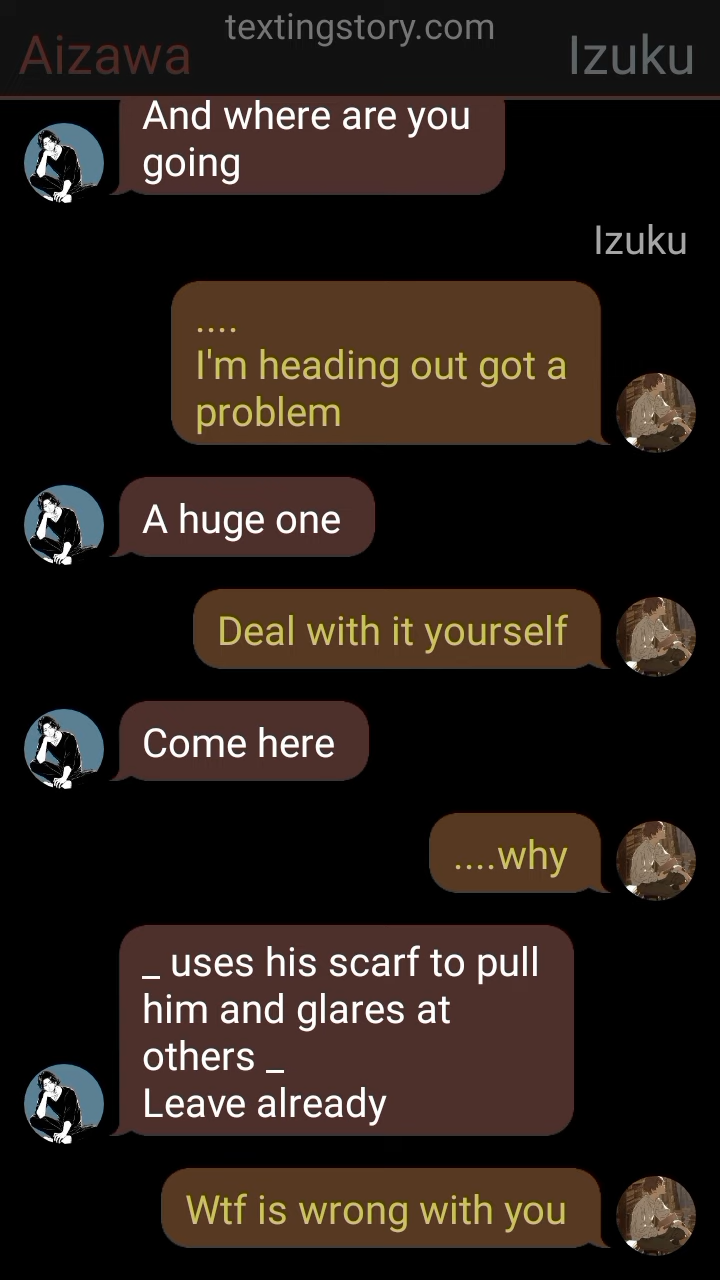 textingstory.com
Aizawa
Izuku
And where are you
going
Izuku
....
I'm heading out got a
problem
A huge one
Deal with it yourself
Come here
....why
_ uses his scarf to pull
him and glares at
others _
Leave already
Wtf is wrong with you